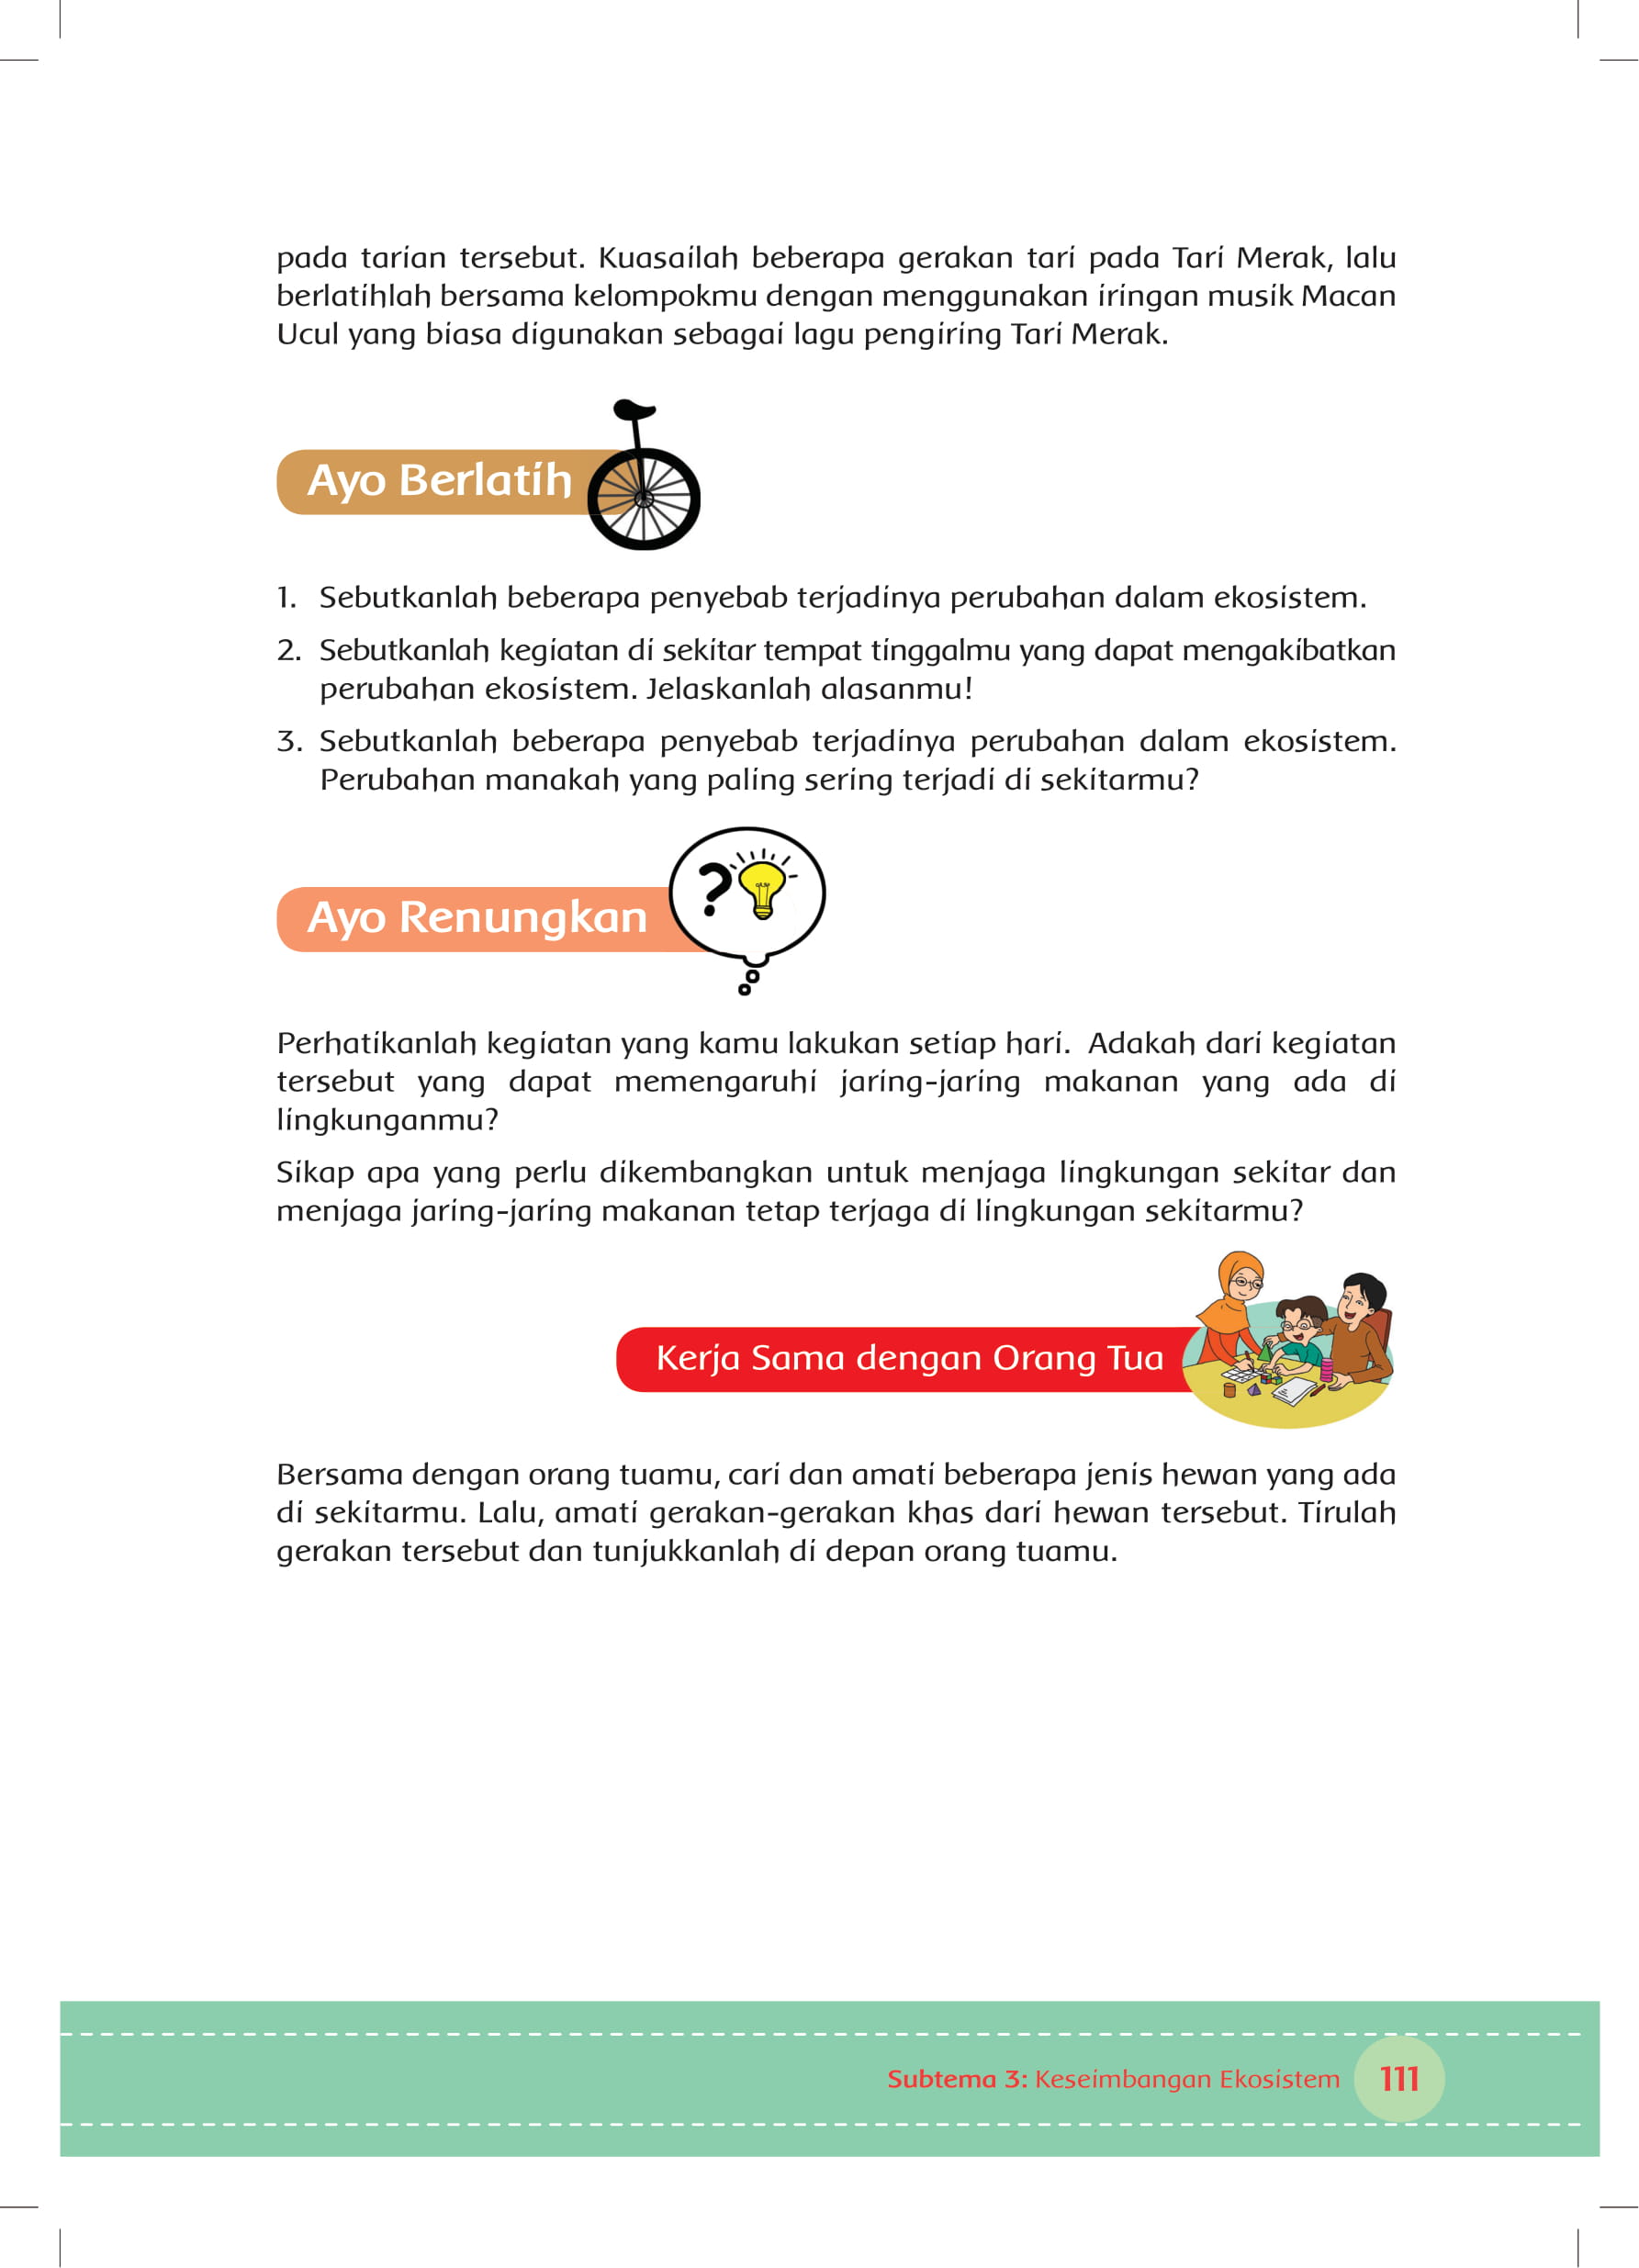 pada tarian tersebut. Kuasailah beberapa gerakan tari pada Tari Merak, lalu
berlatihlah bersama kelompokmu dengan menggunakan iringan musik Macan
Ucul yang biasa digunakan sebagai lagu pengiring Tari Merak.
Ayo Berlatih
1. Sebutkanlah beberapa penyebab terjadinya perubahan dalam ekosistem.
2. Sebutkanlah kegiatan di sekitar tempat tinggalmu yang dapat mengakibatkan
perubahan ekosistem. Jelaskanlah alasanmu!
3. Sebutkanlah beberapa penyebab terjadinya perubahan dalam ekosistem.
Perubahan manakah yang paling sering terjadi di sekitarmu?
?
Ayo Renungkan
Perhatikanlah kegiatan yang kamu lakukan setiap hari. Adakah dari kegiatan
tersebut yang dapat memengaruhi jaring-jaring makanan yang ada di
lingkunganmu?
Sikap apa yang perlu dikembangkan untuk menjaga lingkungan sekitar dan
menjaga jaring-jaring makanan tetap terjaga di lingkungan sekitarmu?
Kerja Sama dengan Orang Tua
Bersama dengan orang tuamu, cari dan amati beberapa jenis hewan yang ada
di sekitarmu. Lalu, amati gerakan-gerakan khas dari hewan tersebut. Tirulah
gerakan tersebut dan tunjukkanlah di depan orang tuamu.
Subtema 3: Keseimbangan Ekosistem 111